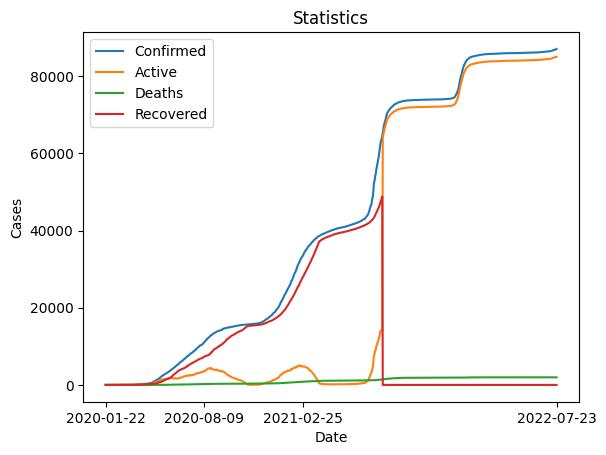 Statistics
Confirmed
Active
Deaths
Recovered
80000
60000
40000
20000
0
Cases
2020-01-22 2020-08-09 2021-02-25 2022-07-23
Date